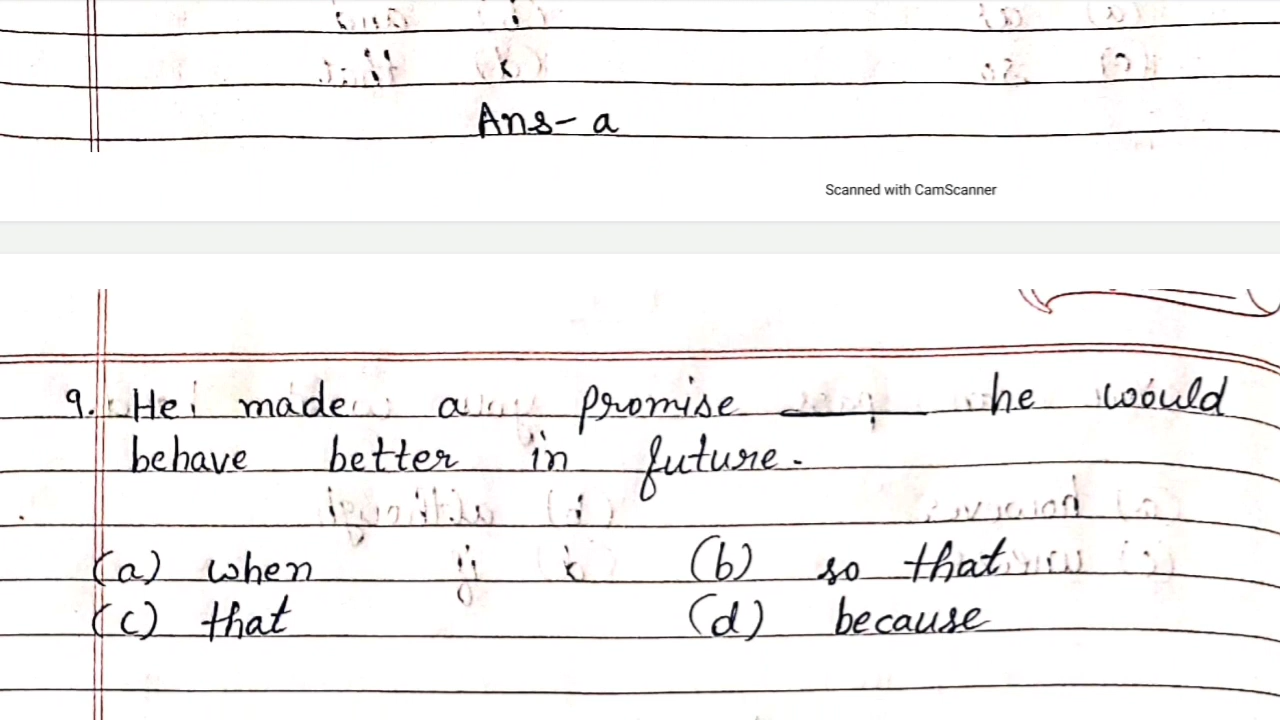 Ans- a
Scanned with CamScanner
9. He made a promise ______ he would
behave better in future.
(a) when (b) so that
(c) that (d) because